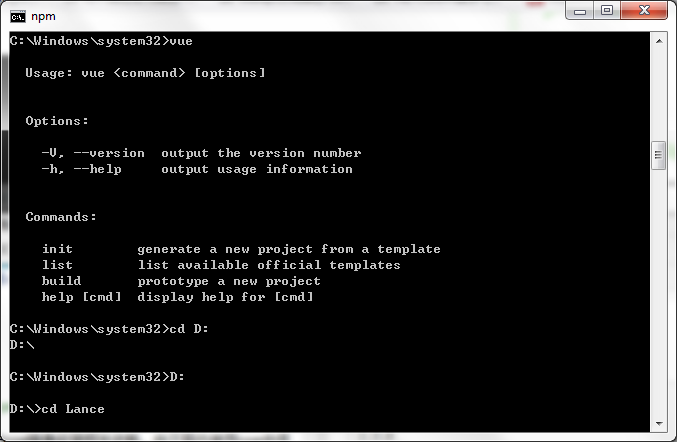 npm
C:\Windows\system32>vue
Usage: vue <command> [options]
Options:
-V, --version output the version number
-h, --help output usage information
Commands:
init generate a new project from a template
list list available official templates
build prototype a new project
help [cmd] display help for [cmd]
C:\Windows\system32>cd D:
D:\
C:\Windows\system32>D:
D:\>cd Lance